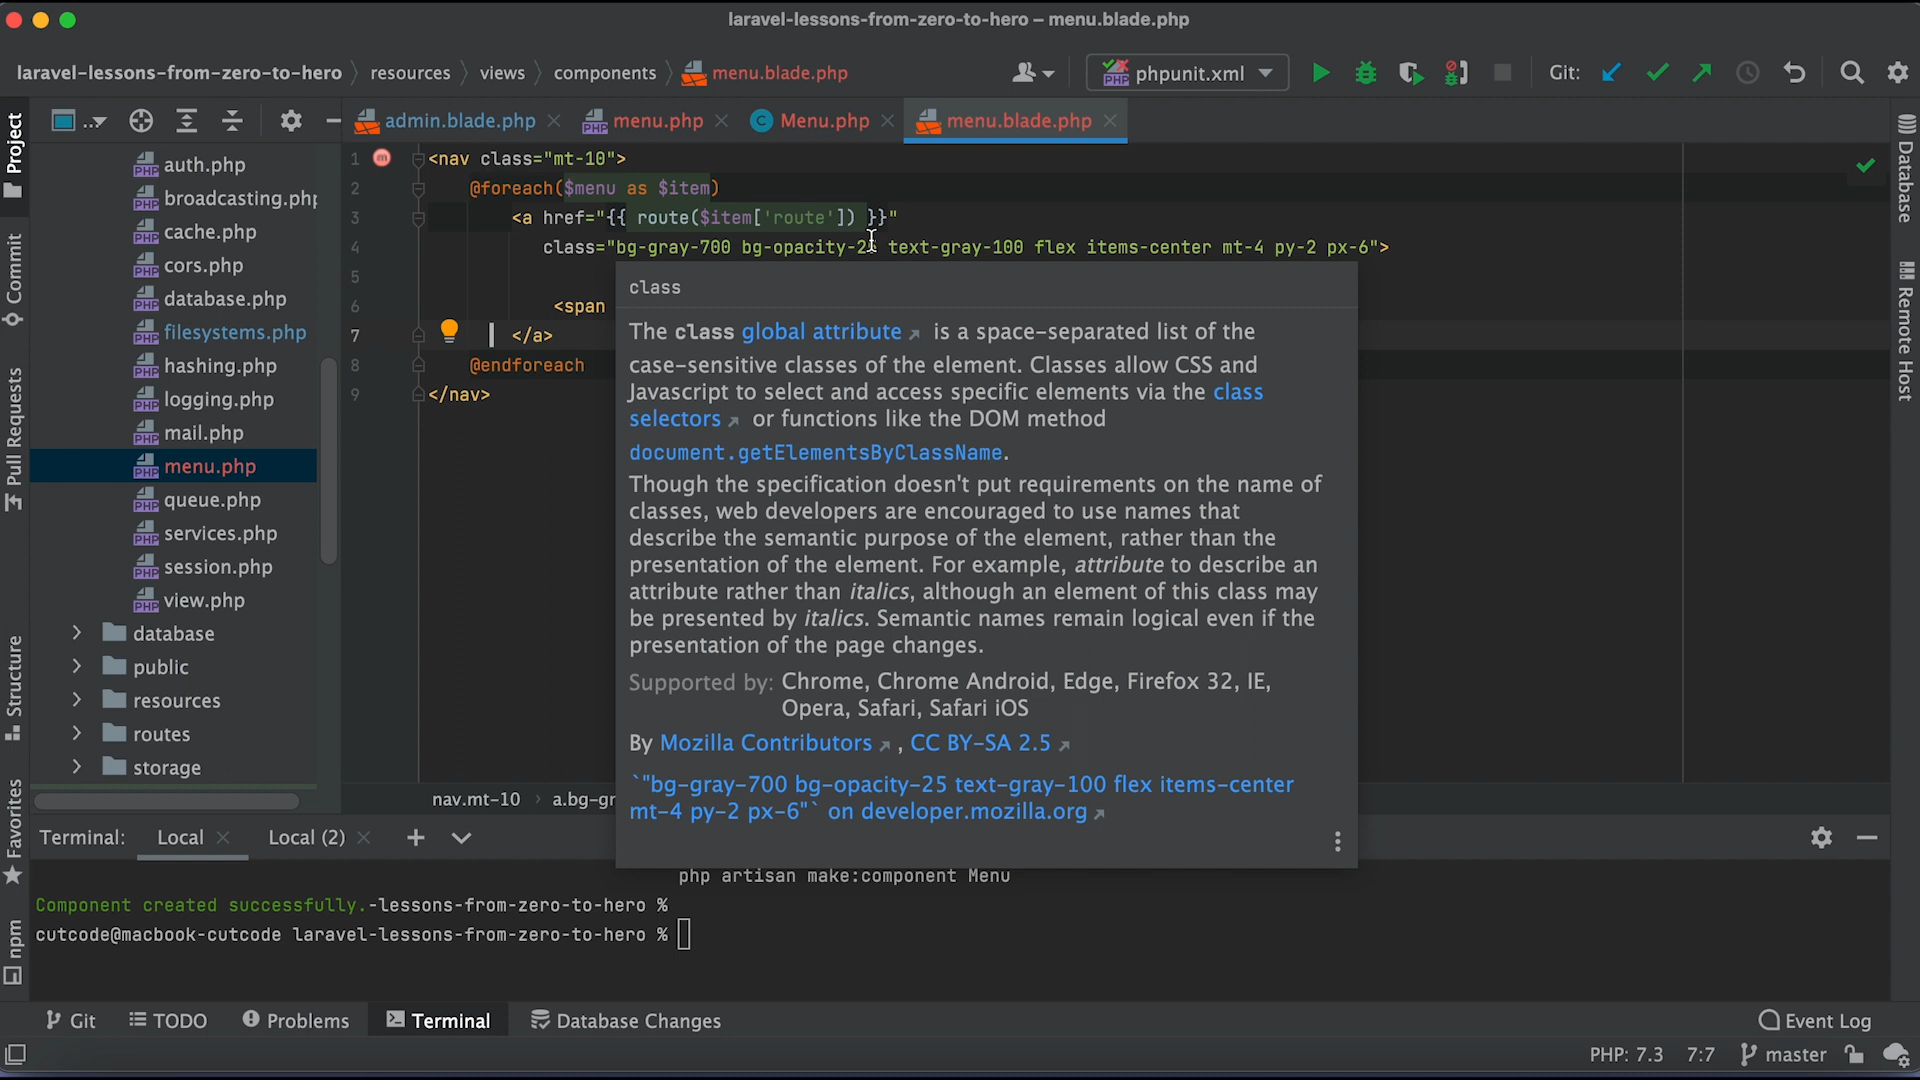 laravel-lessons-from-zero-to-hero – menu.blade.php
laravel-lessons-from-zero-to-hero resources views components menu.blade.php
phpunit.xml
Git:
Project
Commit
Pull Requests
Structure
Favorites
npm
auth.php
broadcasting.php
cache.php
cors.php
database.php
filesystems.php
hashing.php
logging.php
mail.php
menu.php
queue.php
services.php
session.php
view.php
database
public
resources
routes
storage
admin.blade.php
menu.php
Menu.php
menu.blade.php
1 <nav class="mt-10">
2 @foreach($menu as $item)
3 <a href="{{ route($item['route']) }}"
4 class="bg-gray-700 bg-opacity-25 text-gray-100 flex items-center mt-4 py-2 px-6">
5
6 <span
7 </a>
8 @endforeach
9 </nav>
class
The class global attribute is a space-separated list of the
case-sensitive classes of the element. Classes allow CSS and
Javascript to select and access specific elements via the class
selectors or functions like the DOM method
document.getElementsByClassName.
Though the specification doesn't put requirements on the name of
classes, web developers are encouraged to use names that
describe the semantic purpose of the element, rather than the
presentation of the element. For example, attribute to describe an
attribute rather than italics, although an element of this class may
be presented by italics. Semantic names remain logical even if the
presentation of the page changes.
Supported by: Chrome, Chrome Android, Edge, Firefox 32, IE,
Opera, Safari, Safari iOS
By Mozilla Contributors , CC BY-SA 2.5
`"bg-gray-700 bg-opacity-25 text-gray-100 flex items-center
mt-4 py-2 px-6"` on developer.mozilla.org
nav.mt-10 › a.bg-gr
Database
Remote Host
Terminal: Local Local (2)
php artisan make:component Menu
Component created successfully.-lessons-from-zero-to-hero %
cutcode@macbook-cutcode laravel-lessons-from-zero-to-hero %
Git TODO Problems Terminal Database Changes Event Log
PHP: 7.3 7:7 master